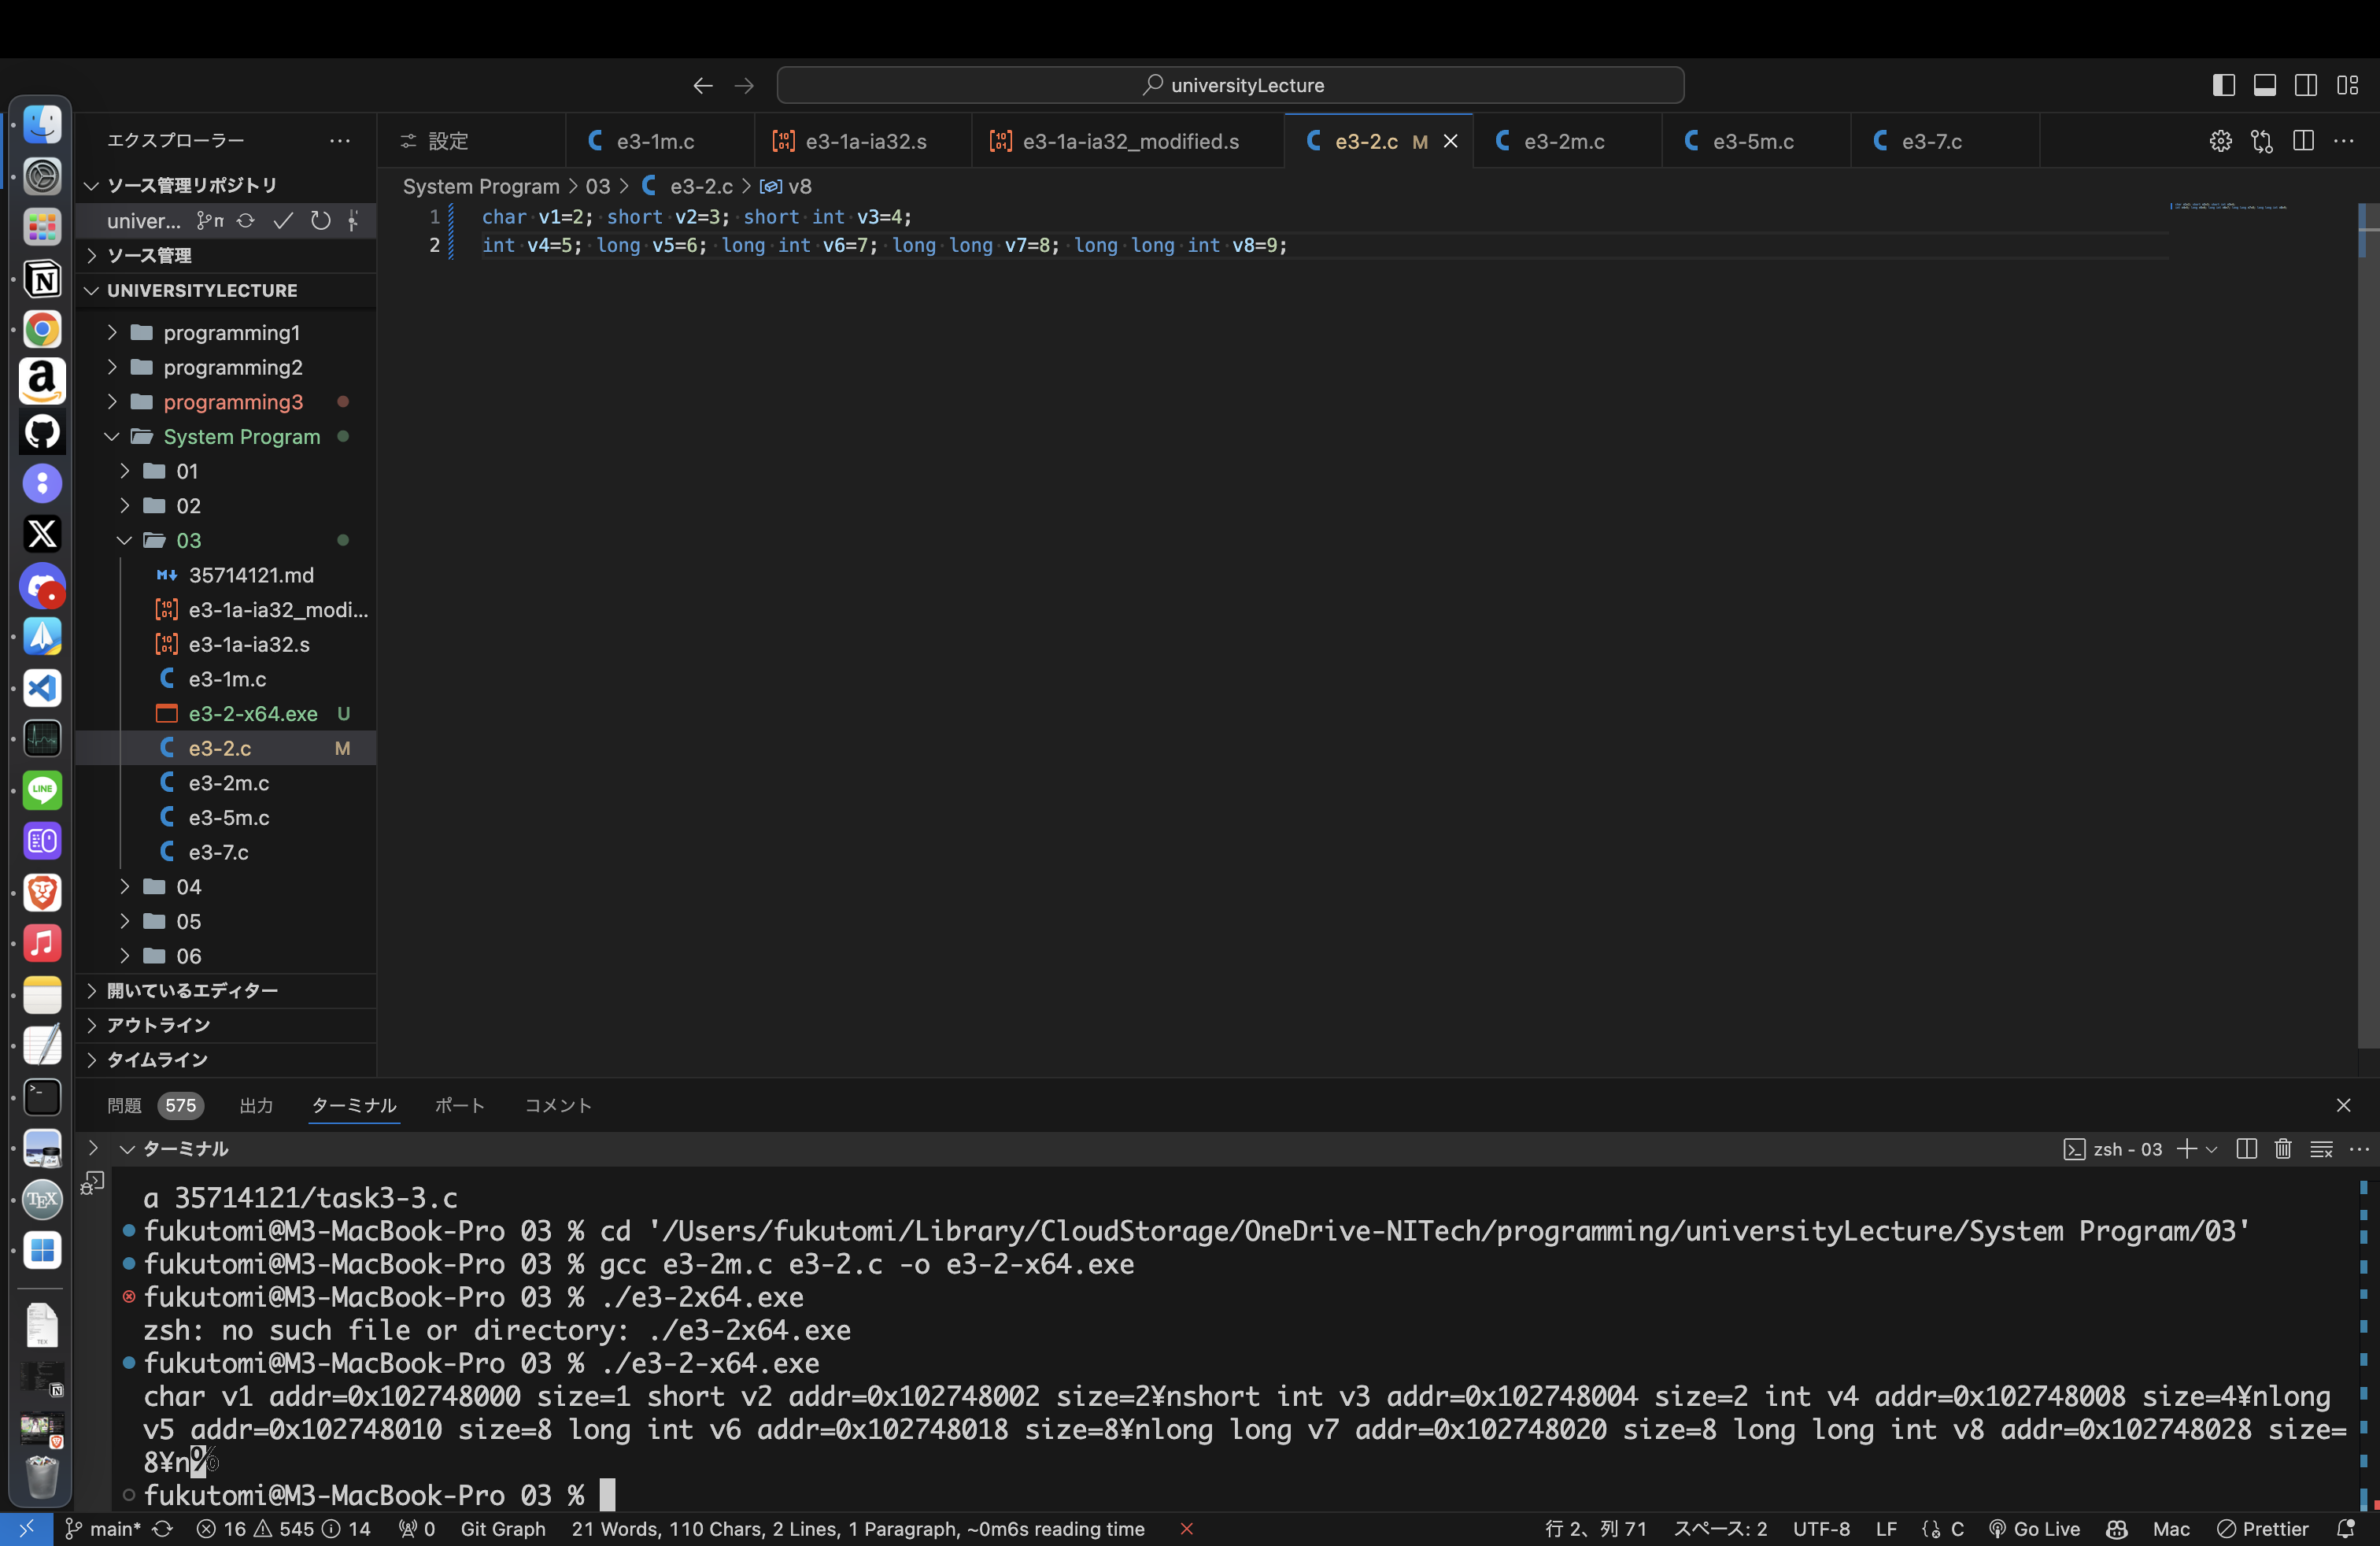 universityLecture
エクスプローラー
設定
e3-1m.c
e3-1a-ia32.s
e3-1a-ia32_modified.s
e3-2.c M
e3-2m.c
e3-5m.c
e3-7.c
ソース管理リポジトリ
univer...
ソース管理
UNIVERSITYLECTURE
programming1
programming2
programming3
System Program
01
02
03
35714121.md
e3-1a-ia32_modi...
e3-1a-ia32.s
e3-1m.c
e3-2-x64.exe U
e3-2.c M
e3-2m.c
e3-5m.c
e3-7.c
04
05
06
開いているエディター
アウトライン
タイムライン
System Program > 03 > C e3-2.c > v8
1 char v1=2; short v2=3; short int v3=4;
2 int v4=5; long v5=6; long int v6=7; long long v7=8; long long int v8=9;
問題 575 出力 ターミナル ポート コメント
ターミナル
zsh - 03
a 35714121/task3-3.c
fukutomi@M3-MacBook-Pro 03 % cd '/Users/fukutomi/Library/CloudStorage/OneDrive-NITech/programming/universityLecture/System Program/03'
fukutomi@M3-MacBook-Pro 03 % gcc e3-2m.c e3-2.c -o e3-2-x64.exe
fukutomi@M3-MacBook-Pro 03 % ./e3-2x64.exe
zsh: no such file or directory: ./e3-2x64.exe
fukutomi@M3-MacBook-Pro 03 % ./e3-2-x64.exe
char v1 addr=0x102748000 size=1 short v2 addr=0x102748002 size=2¥nshort int v3 addr=0x102748004 size=2 int v4 addr=0x102748008 size=4¥nlong
v5 addr=0x102748010 size=8 long int v6 addr=0x102748018 size=8¥nlong long v7 addr=0x102748020 size=8 long long int v8 addr=0x102748028 size=
8¥n%
fukutomi@M3-MacBook-Pro 03 %
main* 16 545 14 0 Git Graph 21 Words, 110 Chars, 2 Lines, 1 Paragraph, ~0m6s reading time
行 2、列 71 スペース: 2 UTF-8 LF C Go Live Mac Prettier
LINE
TEX